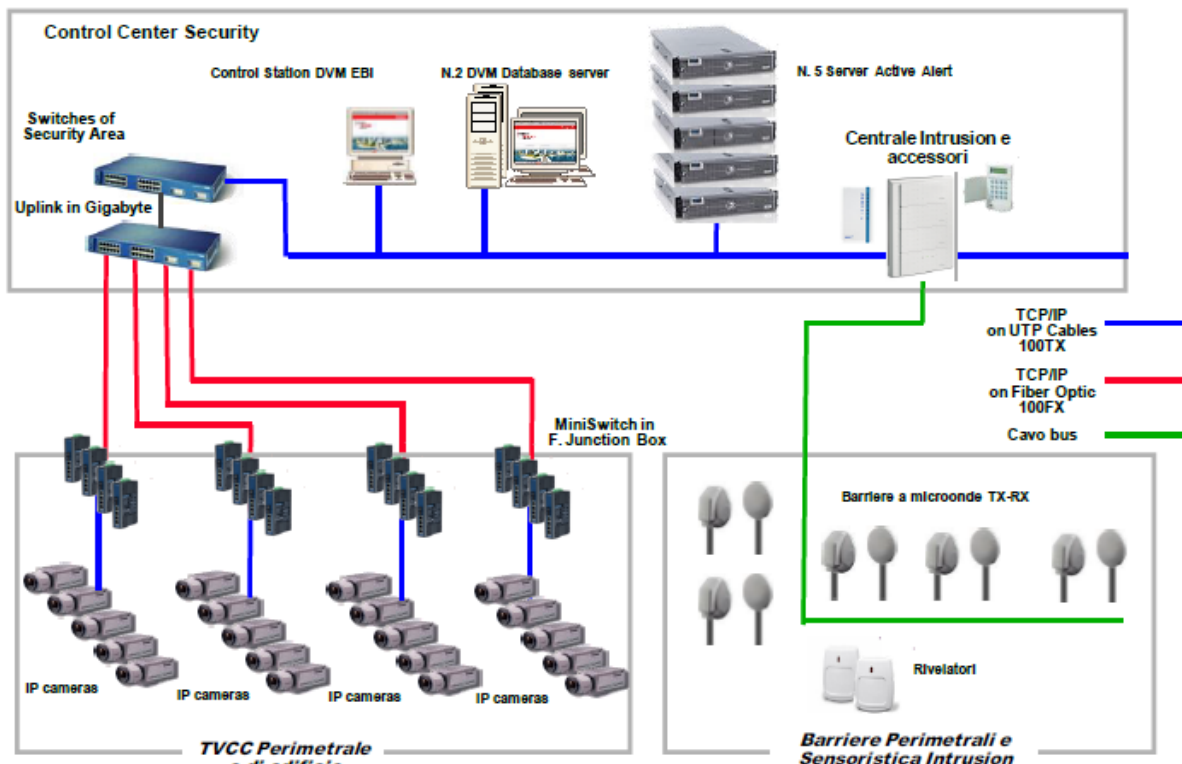 Control Center Security
Control Station DVM EBI
N.2 DVM Database server
N. 5 Server Active Alert
Switches of
Security Area
Centrale Intrusion e
accessori
Uplink in Gigabyte
TCP/IP
on UTP Cables
100TX
TCP/IP
on Fiber Optic
100FX
Cavo bus
MiniSwitch in
F. Junction Box
Barriere a microonde TX-RX
Rivelatori
IP cameras
IP cameras
IP cameras
IP cameras
TVCC Perimetrale
e di edificio
Barriere Perimetrali e
Sensoristica Intrusion